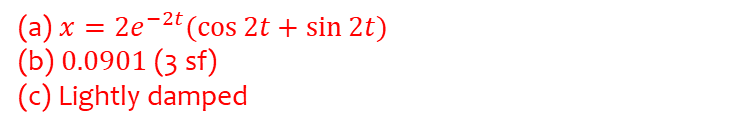 (a) x = 2e⁻²ᵗ(cos 2t + sin 2t)
(b) 0.0901 (3 sf)
(c) Lightly damped